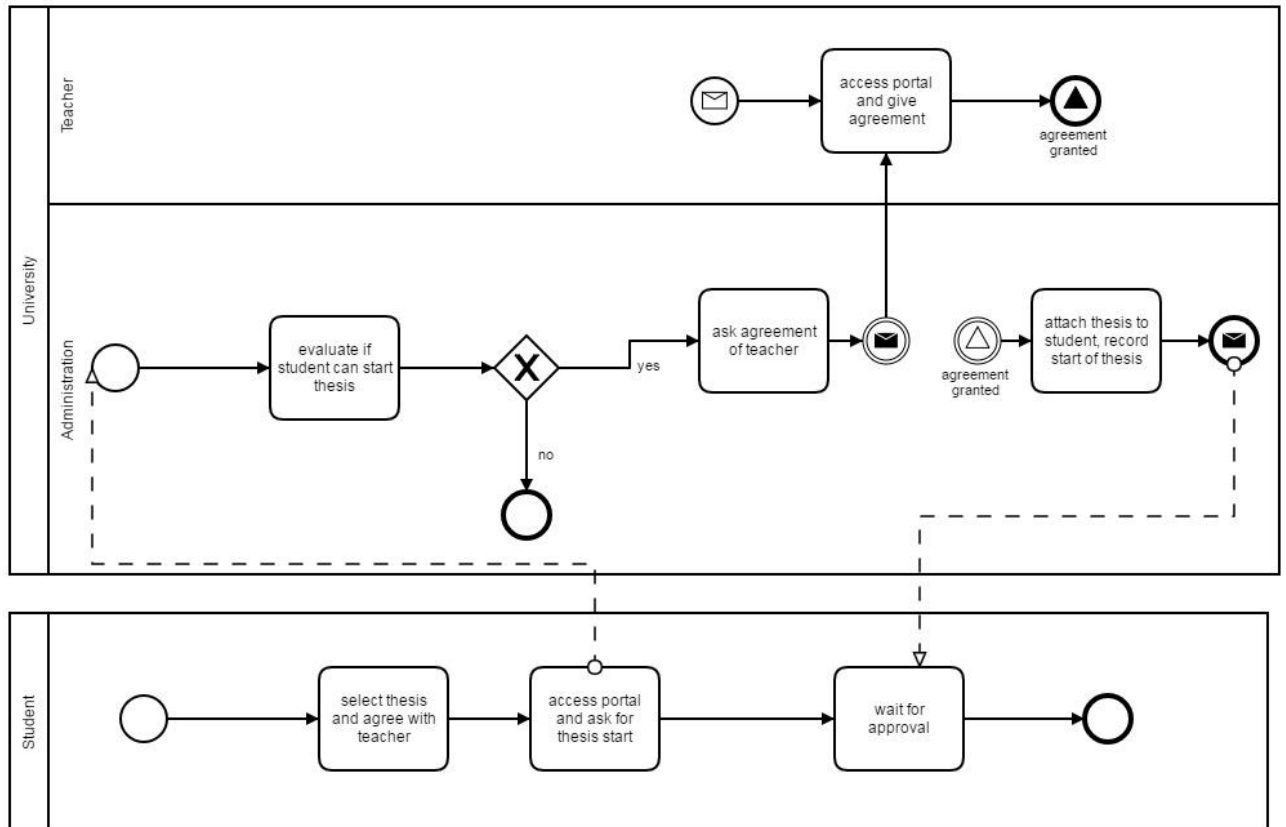 University
Teacher
access portal
and give
agreement
agreement
granted
Administration
evaluate if
student can start
thesis
yes
no
ask agreement
of teacher
agreement
granted
attach thesis to
student, record
start of thesis
Student
select thesis
and agree with
teacher
access portal
and ask for
thesis start
wait for
approval